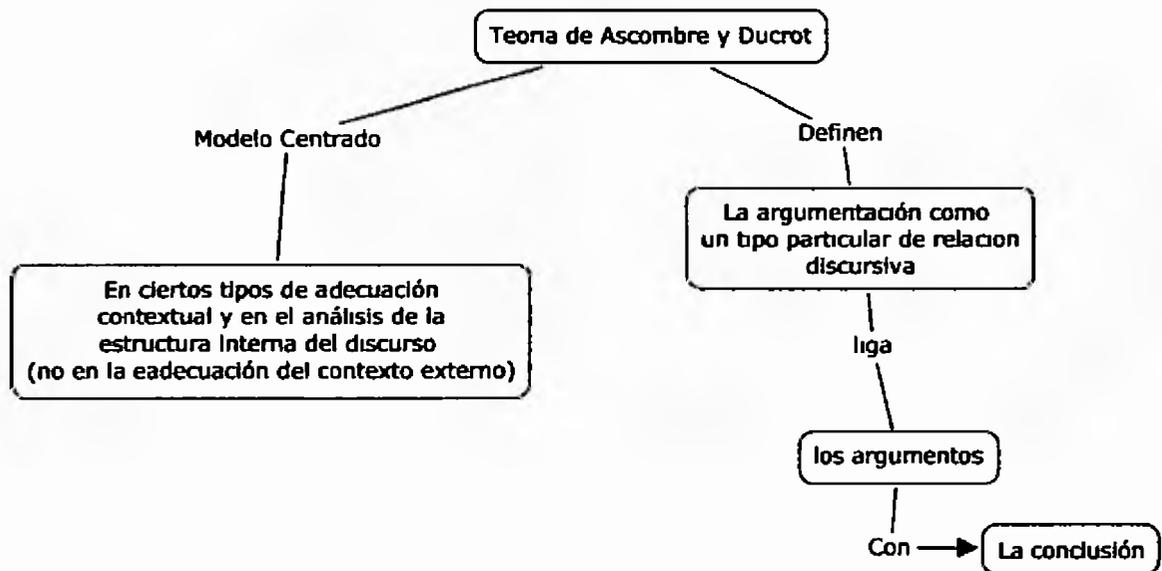 Teoria de Ascombre y Ducrot
Modelo Centrado
En ciertos tipos de adecuación
contextual y en el análisis de la
estructura interna del discurso
(no en la eadecuación del contexto externo)
Definen
La argumentación como
un tipo particular de relacion
discursiva
liga
los argumentos
Con
La conclusión